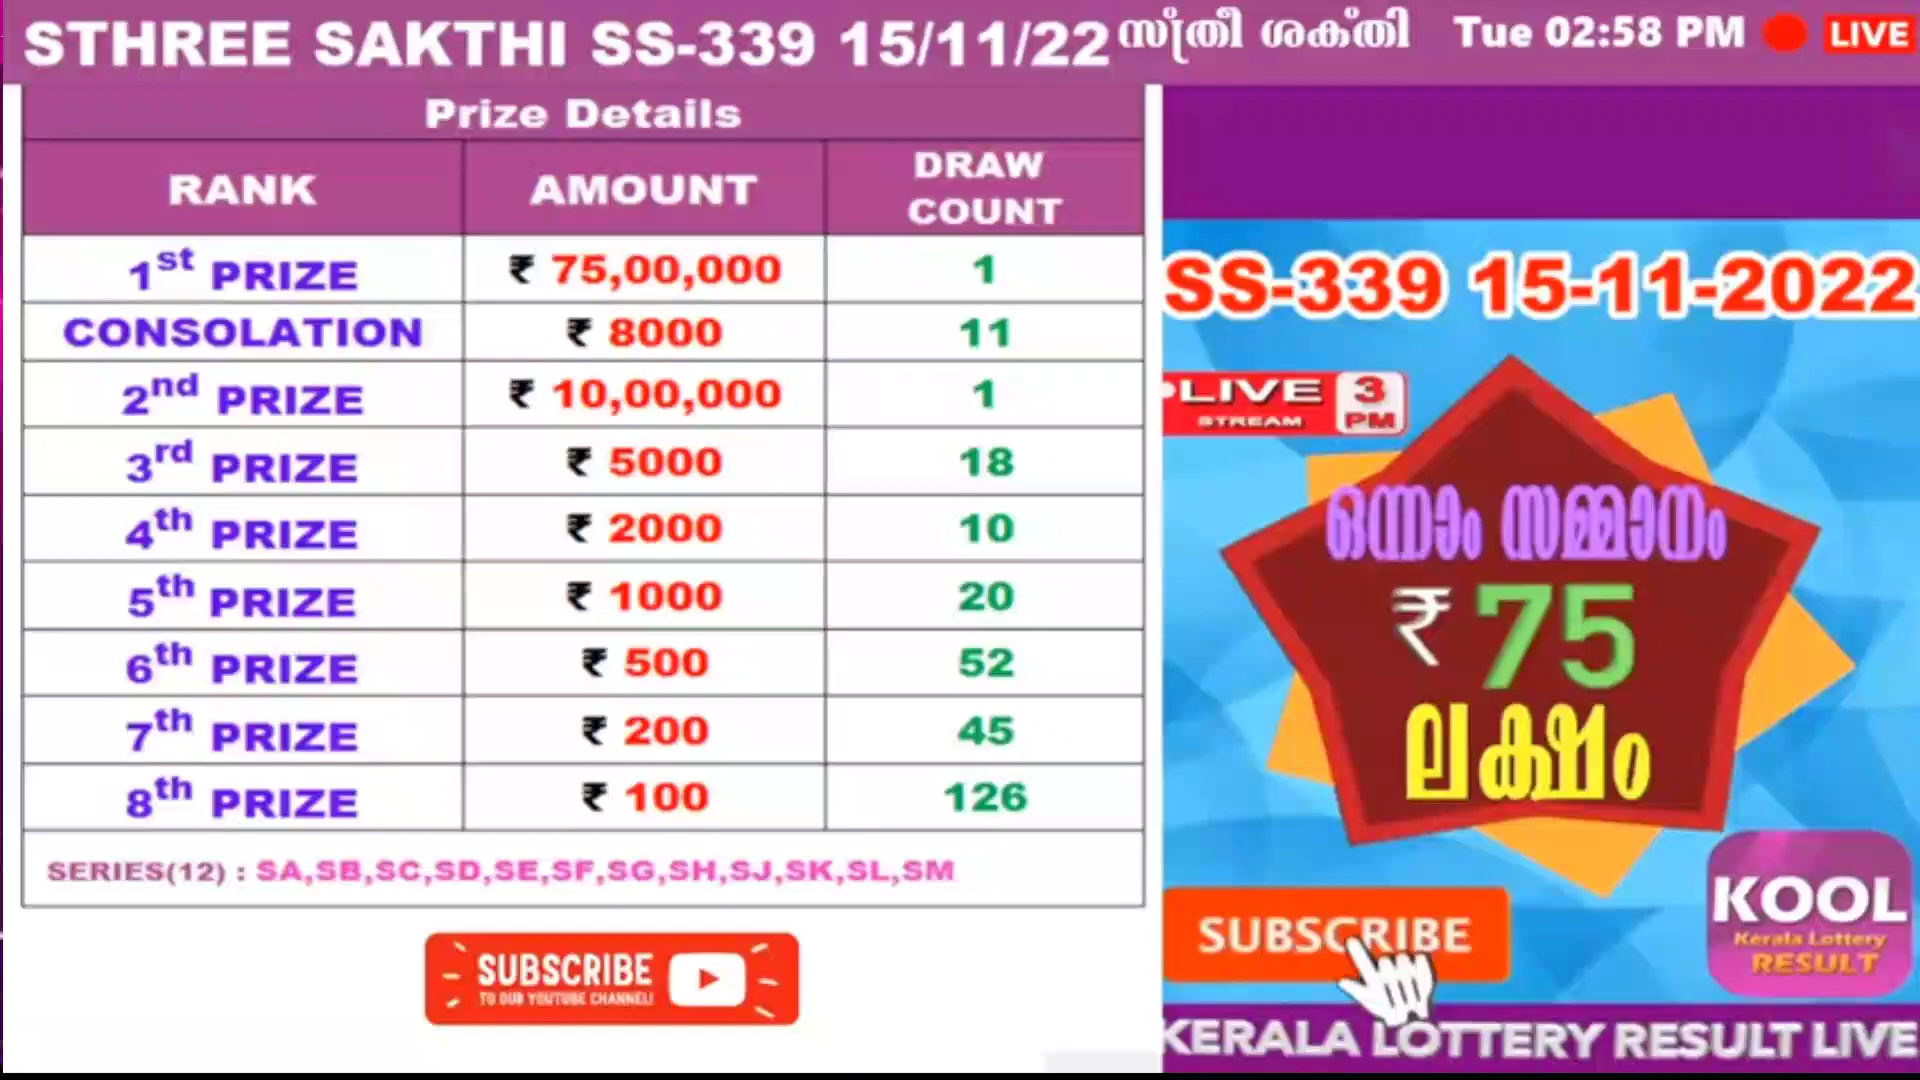 STHREE SAKTHI SS-339 15/11/22 സ്ത്രീ ശക്തി Tue 02:58 PM LIVE
Prize Details
RANK AMOUNT DRAW COUNT
1st PRIZE ₹ 75,00,000 1
CONSOLATION ₹ 8000 11
2nd PRIZE ₹ 10,00,000 1
3rd PRIZE ₹ 5000 18
4th PRIZE ₹ 2000 10
5th PRIZE ₹ 1000 20
6th PRIZE ₹ 500 52
7th PRIZE ₹ 200 45
8th PRIZE ₹ 100 126
SERIES(12) : SA,SB,SC,SD,SE,SF,SG,SH,SJ,SK,SL,SM
SUBSCRIBE
TO OUR YOUTUBE CHANNEL!
SS-339 15-11-2022
LIVE 3
STREAM PM
ഒന്നാം സമ്മാനം
₹ 75
ലക്ഷം
SUBSCRIBE
KOOL
Kerala Lottery
RESULT
KERALA LOTTERY RESULT LIVE